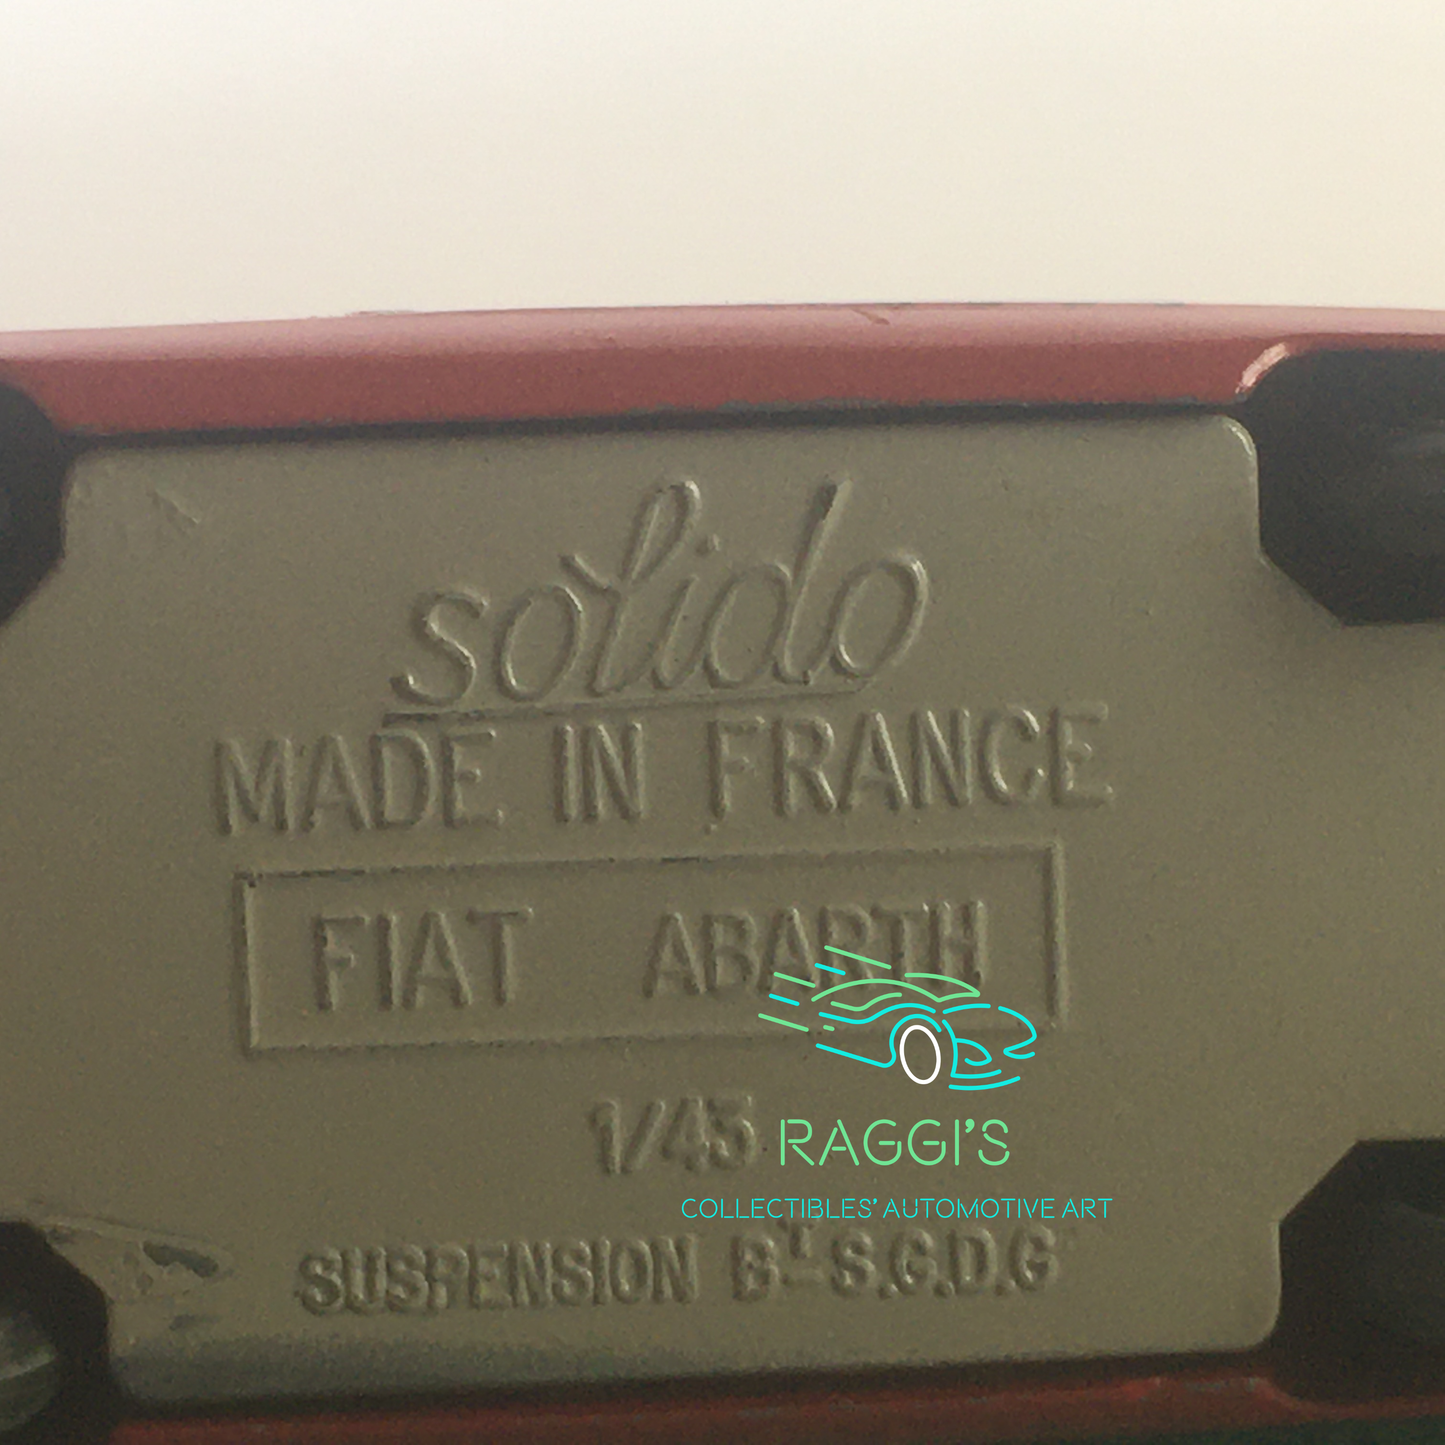 solido
MADE IN FRANCE
FIAT ABARTH
1/45
RAGGI'S
COLLECTIBLES' AUTOMOTIVE ART
SUSPENSION Bᵗ S.G.D.G